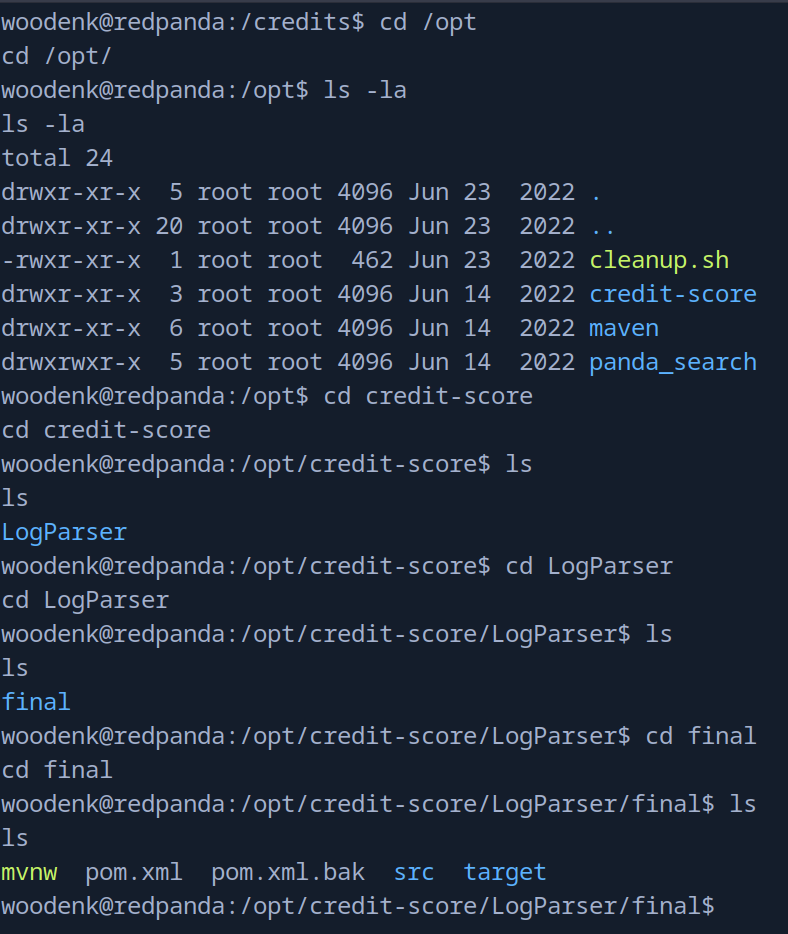 woodenk@redpanda:/credits$ cd /opt
cd /opt/
woodenk@redpanda:/opt$ ls -la
ls -la
total 24
drwxr-xr-x  5 root root 4096 Jun 23  2022 .
drwxr-xr-x 20 root root 4096 Jun 23  2022 ..
-rwxr-xr-x  1 root root  462 Jun 23  2022 cleanup.sh
drwxr-xr-x  3 root root 4096 Jun 14  2022 credit-score
drwxr-xr-x  6 root root 4096 Jun 14  2022 maven
drwxrwxr-x  5 root root 4096 Jun 14  2022 panda_search
woodenk@redpanda:/opt$ cd credit-score
cd credit-score
woodenk@redpanda:/opt/credit-score$ ls
ls
LogParser
woodenk@redpanda:/opt/credit-score$ cd LogParser
cd LogParser
woodenk@redpanda:/opt/credit-score/LogParser$ ls
ls
final
woodenk@redpanda:/opt/credit-score/LogParser$ cd final
cd final
woodenk@redpanda:/opt/credit-score/LogParser/final$ ls
ls
mvnw  pom.xml  pom.xml.bak  src  target
woodenk@redpanda:/opt/credit-score/LogParser/final$